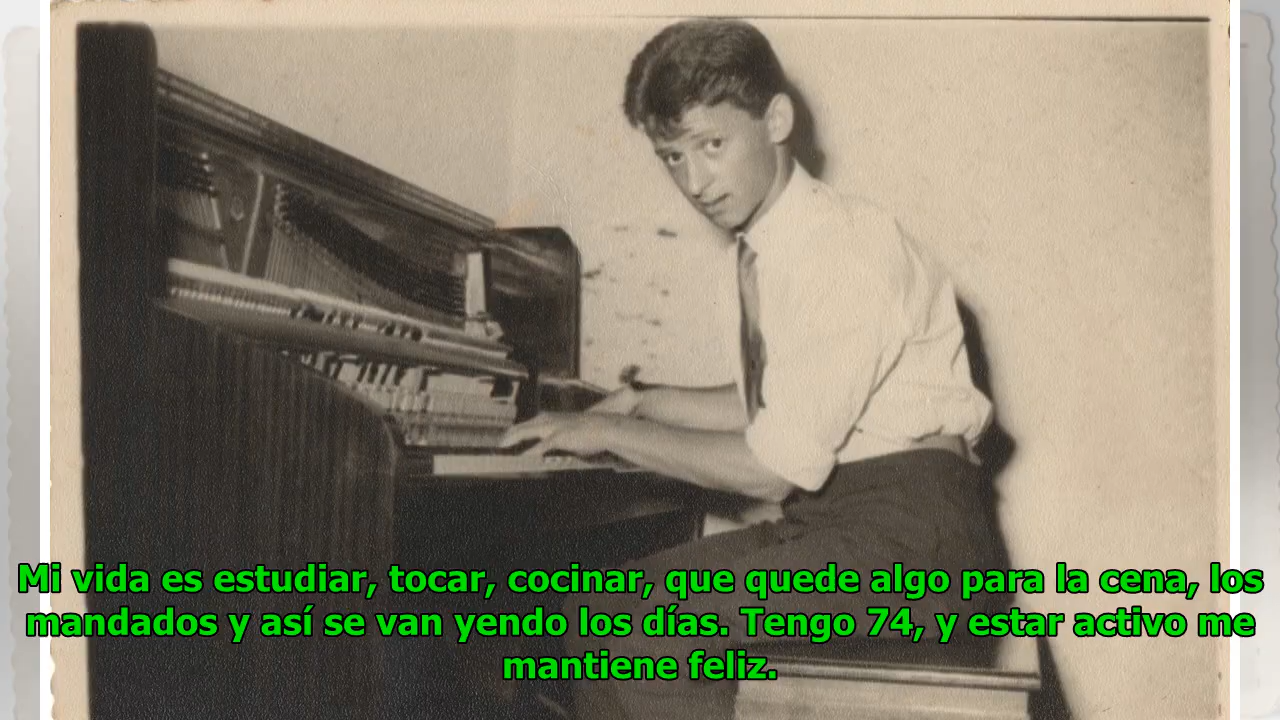 Mi vida es estudiar, tocar, cocinar, que quede algo para la cena, los
mandados y así se van yendo los días. Tengo 74, y estar activo me
mantiene feliz.